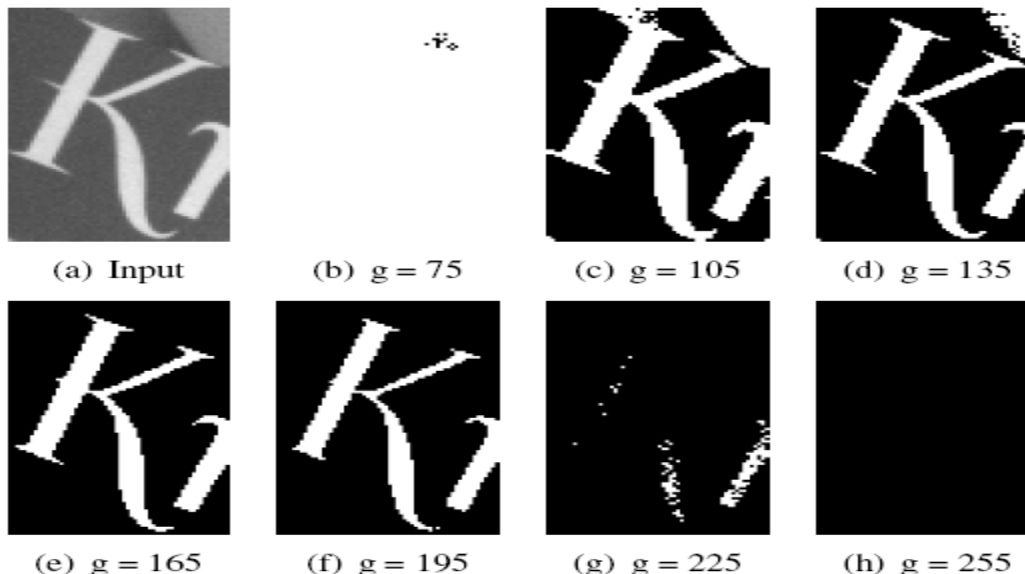 K
(a) Input
(b) g = 75
(c) g = 105
(d) g = 135
(e) g = 165
(f) g = 195
(g) g = 225
(h) g = 255